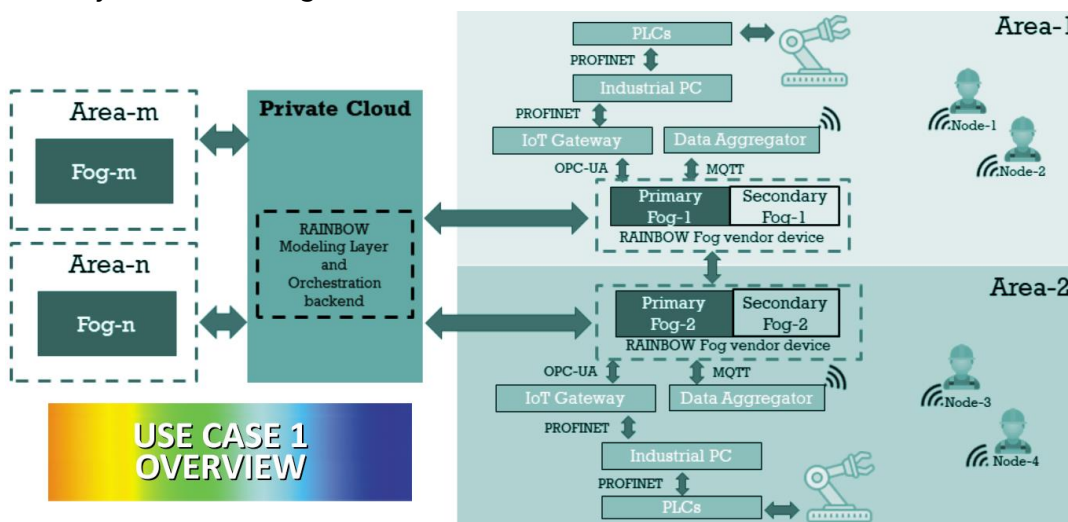 Area-m
Fog-m
Area-n
Fog-n
USE CASE 1
OVERVIEW
Private Cloud
RAINBOW
Modeling Layer
and
Orchestration
backend
Area-1
PLCs
PROFINET
Industrial PC
PROFINET
IoT Gateway
Data Aggregator
OPC-UA
MQTT
Primary
Fog-1
Secondary
Fog-1
RAINBOW Fog vendor device
Node-1
Node-2
Area-2
Primary
Fog-2
Secondary
Fog-2
RAINBOW Fog vendor device
OPC-UA
MQTT
IoT Gateway
Data Aggregator
PROFINET
Industrial PC
PROFINET
PLCs
Node-3
Node-4